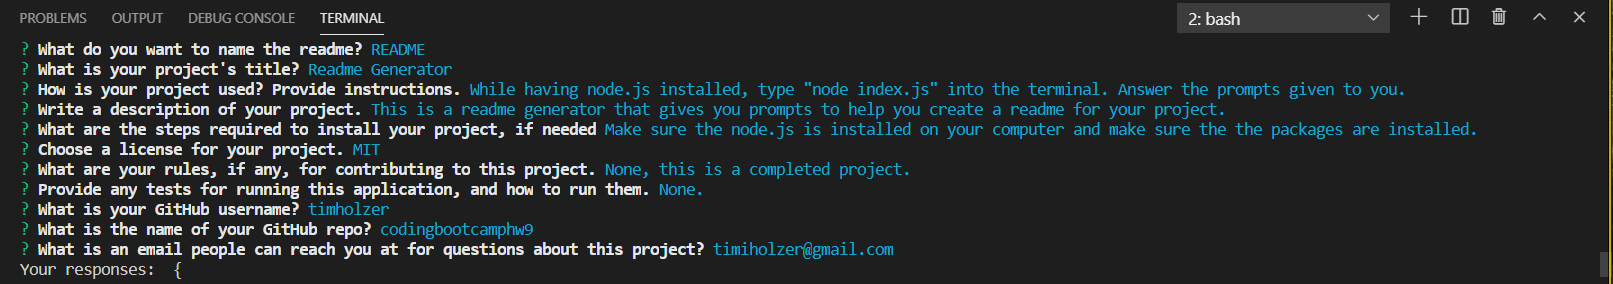 PROBLEMS OUTPUT DEBUG CONSOLE TERMINAL 2: bash
? What do you want to name the readme? README
? What is your project's title? Readme Generator
? How is your project used? Provide instructions. While having node.js installed, type "node index.js" into the terminal. Answer the prompts given to you.
? Write a description of your project. This is a readme generator that gives you prompts to help you create a readme for your project.
? What are the steps required to install your project, if needed Make sure the node.js is installed on your computer and make sure the the packages are installed.
? Choose a license for your project. MIT
? What are your rules, if any, for contributing to this project. None, this is a completed project.
? Provide any tests for running this application, and how to run them. None.
? What is your GitHub username? timholzer
? What is the name of your GitHub repo? codingbootcamphw9
? What is an email people can reach you at for questions about this project? timiholzer@gmail.com
Your responses:  {